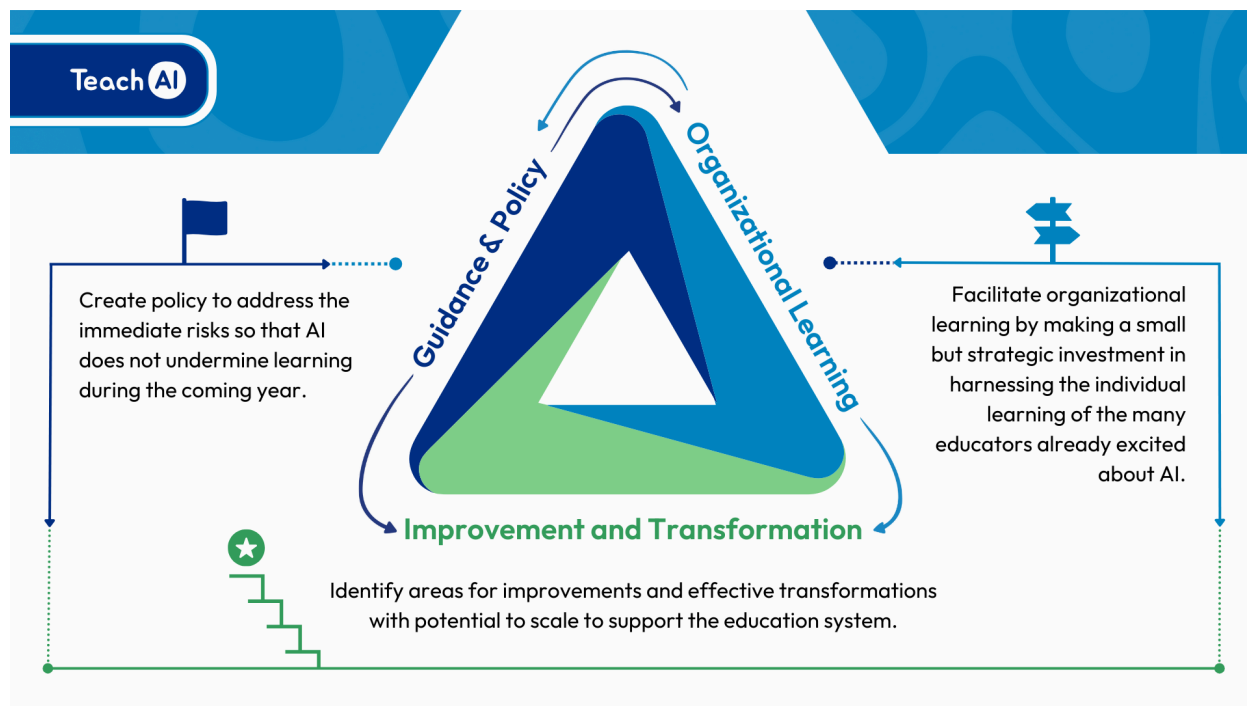 Teach AI
Guidance & Policy
Organizational Learning
Create policy to address the
immediate risks so that AI
does not undermine learning
during the coming year.
Facilitate organizational
learning by making a small
but strategic investment in
harnessing the individual
learning of the many
educators already excited
about AI.
Improvement and Transformation
Identify areas for improvements and effective transformations
with potential to scale to support the education system.